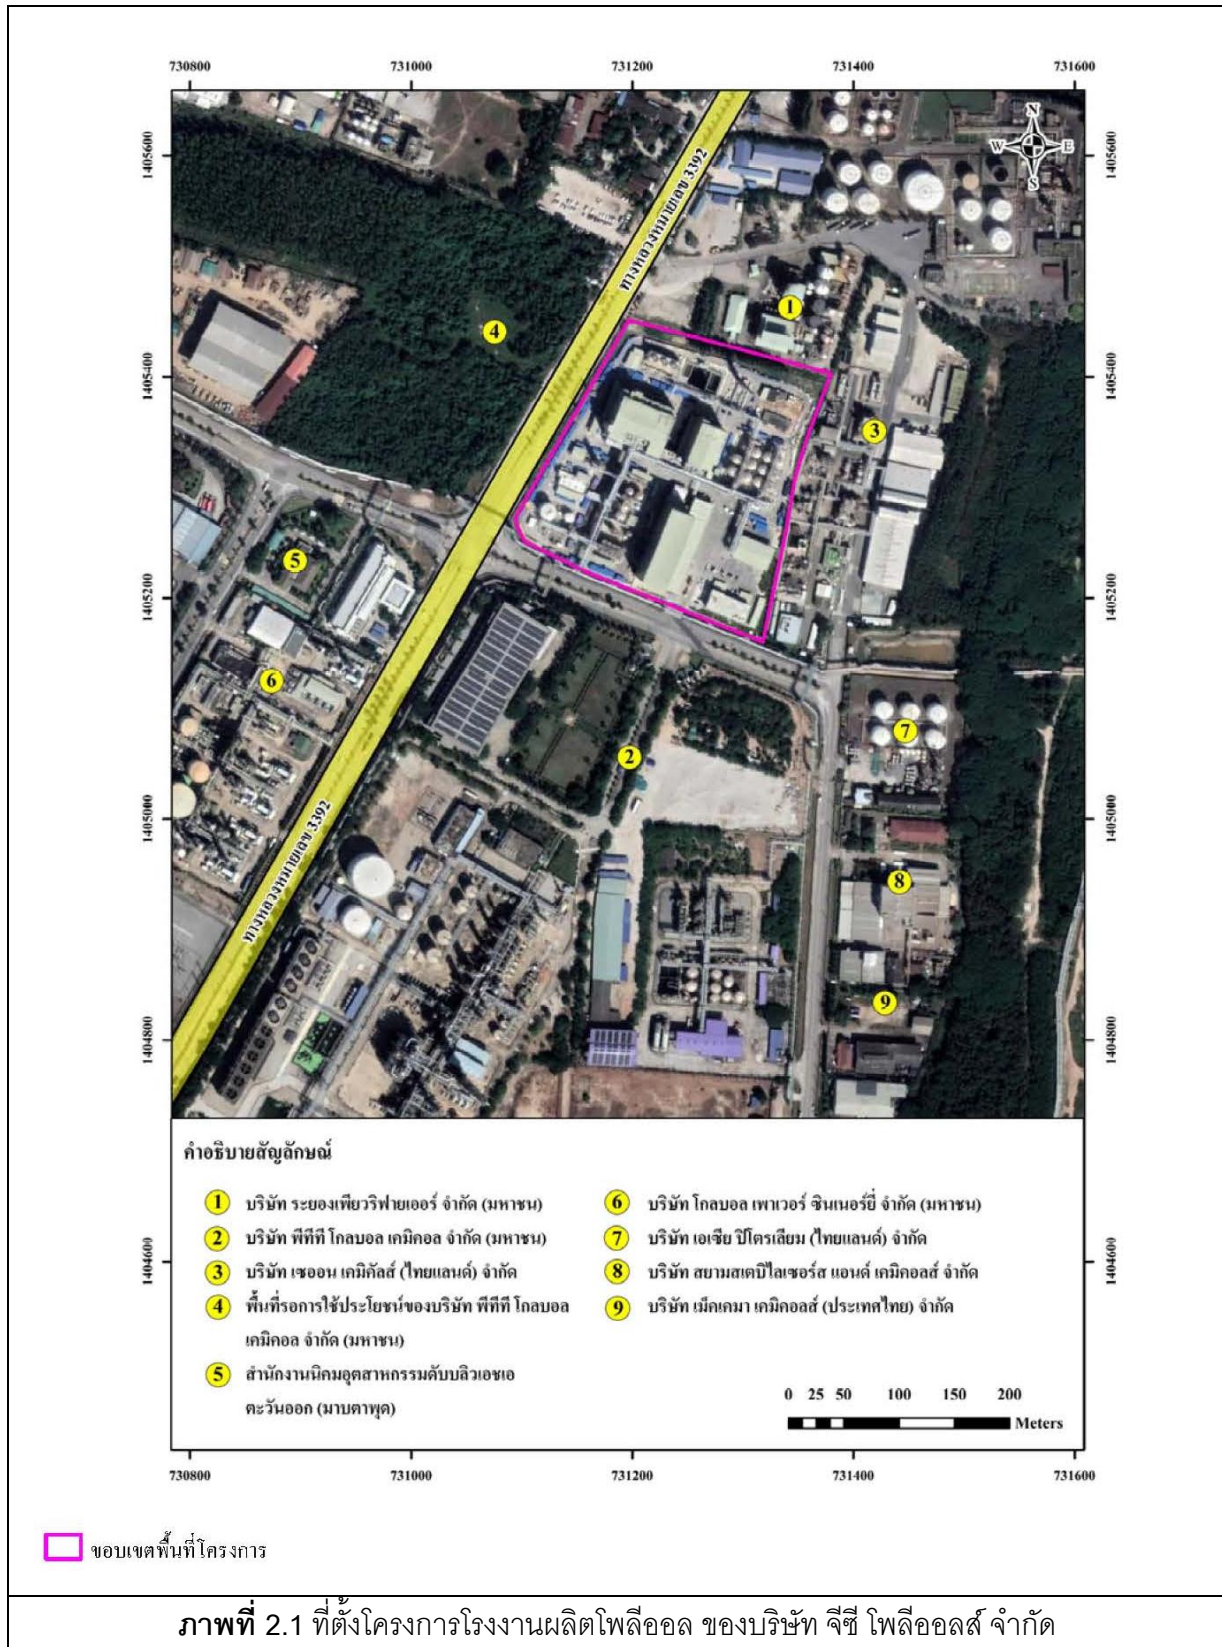 730800 731000 731200 731400 731600
1405600 1405600
N
W E
S
ทางหลวงหมายเลข 3392
1
4
1405400 1405400
3
5
1405200 1405200
6
7
2
1405000 1405000
ทางหลวงหมายเลข 3392
8
9
1404800 1404800
คำอธิบายสัญลักษณ์
1 บริษัท ระยองเพียวริฟายเออร์ จำกัด (มหาชน)
2 บริษัท พีทีที โกลบอล เคมิคอล จำกัด (มหาชน)
3 บริษัท เซออน เคมิคัลส์ (ไทยแลนด์) จำกัด
4 พื้นที่รอการใช้ประโยชน์ของบริษัท พีทีที โกลบอล
เคมิคอล จำกัด (มหาชน)
5 สำนักงานนิคมอุตสาหกรรมดับบลิวเอชเอ
ตะวันออก (มาบตาพุด)
6 บริษัท โกลบอล เพาเวอร์ ซินเนอร์ยี่ จำกัด (มหาชน)
7 บริษัท เอเซีย ปิโตรเลียม (ไทยแลนด์) จำกัด
8 บริษัท สยามสเตบิไลเซอร์ส แอนด์ เคมิคอลส์ จำกัด
9 บริษัท เม็คเคมา เคมิคอลส์ (ประเทศไทย) จำกัด
1404600 1404600
0 25 50 100 150 200
Meters
730800 731000 731200 731400 731600
ขอบเขตพื้นที่โครงการ
ภาพที่ 2.1 ที่ตั้งโครงการโรงงานผลิตโพลีออล ของบริษัท จีซี โพลีออลส์ จำกัด